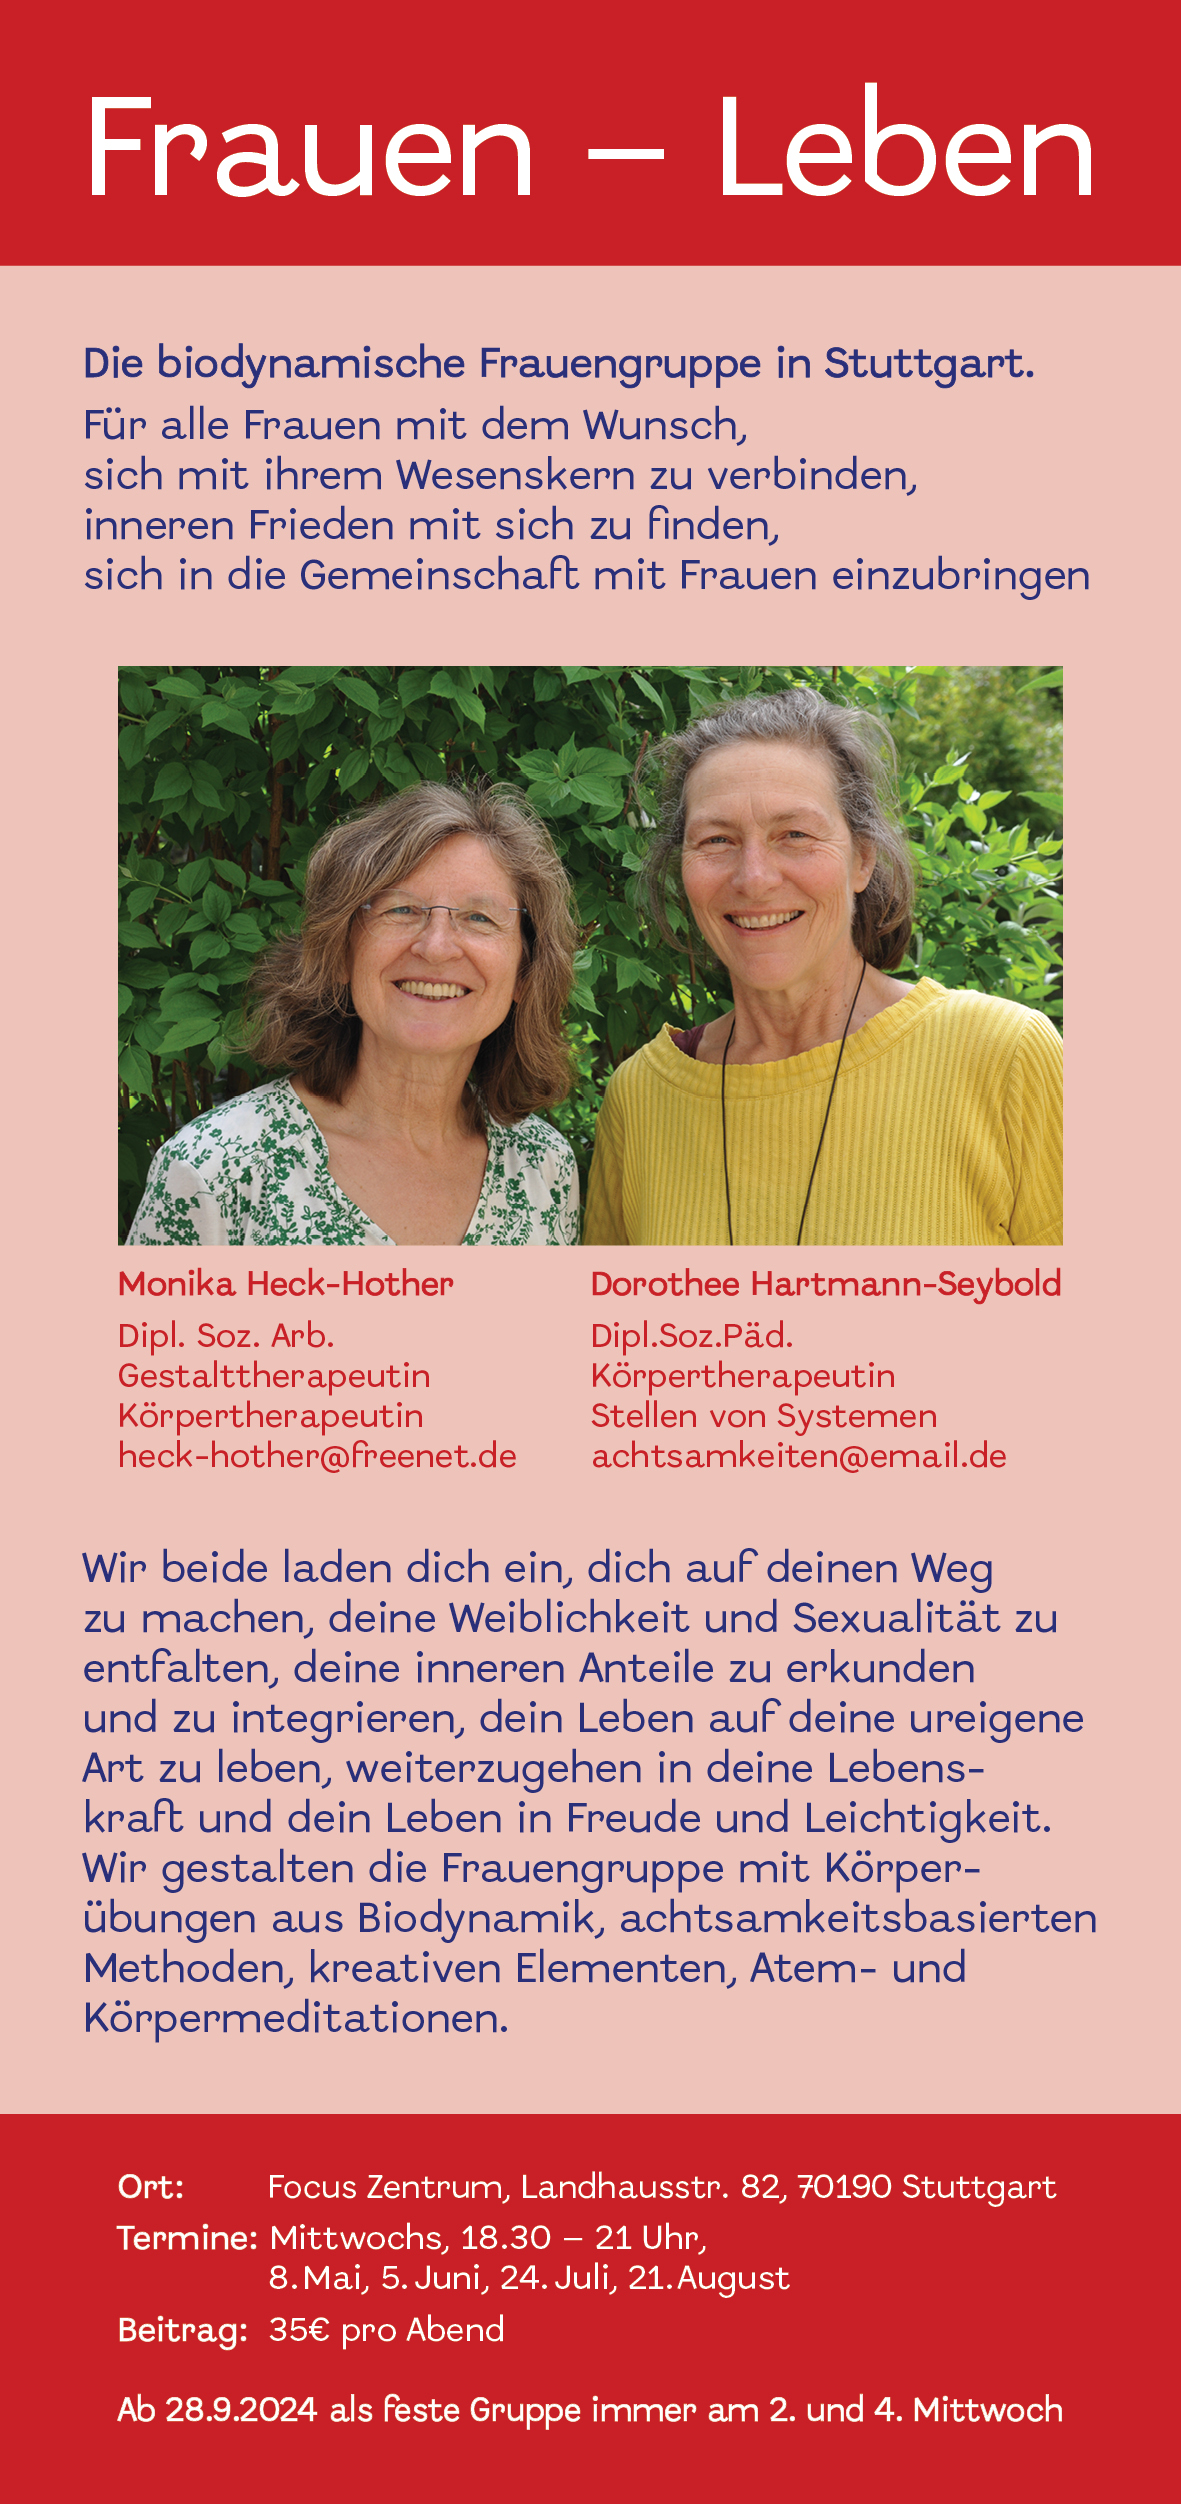 Frauen – Leben
Die biodynamische Frauengruppe in Stuttgart.
Für alle Frauen mit dem Wunsch,
sich mit ihrem Wesenskern zu verbinden,
inneren Frieden mit sich zu finden,
sich in die Gemeinschaft mit Frauen einzubringen
Monika Heck-Hother
Dipl. Soz. Arb.
Gestalttherapeutin
Körpertherapeutin
heck-hother@freenet.de
Dorothee Hartmann-Seybold
Dipl.Soz.Päd.
Körpertherapeutin
Stellen von Systemen
achtsamkeiten@email.de
Wir beide laden dich ein, dich auf deinen Weg
zu machen, deine Weiblichkeit und Sexualität zu
entfalten, deine inneren Anteile zu erkunden
und zu integrieren, dein Leben auf deine ureigene
Art zu leben, weiterzugehen in deine Lebens-
kraft und dein Leben in Freude und Leichtigkeit.
Wir gestalten die Frauengruppe mit Körper-
übungen aus Biodynamik, achtsamkeitsbasierten
Methoden, kreativen Elementen, Atem- und
Körpermeditationen.
Ort: Focus Zentrum, Landhausstr. 82, 70190 Stuttgart
Termine: Mittwochs, 18.30 – 21 Uhr,
8. Mai, 5. Juni, 24. Juli, 21. August
Beitrag: 35€ pro Abend
Ab 28.9.2024 als feste Gruppe immer am 2. und 4. Mittwoch